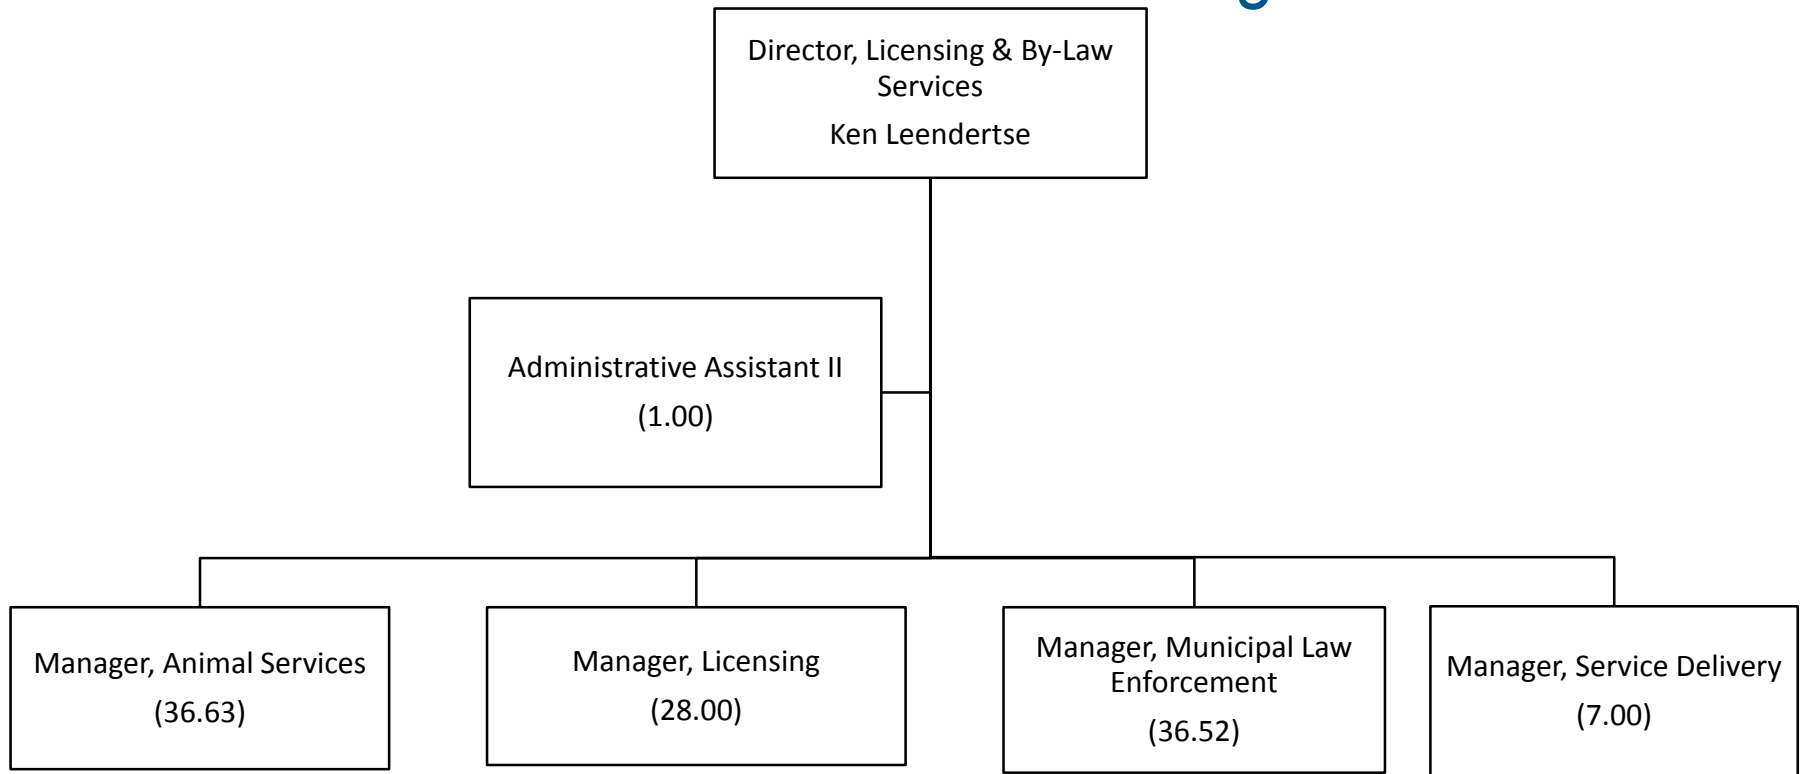 Director, Licensing & By-Law
Services
Ken Leendertse
Administrative Assistant II
(1.00)
Manager, Animal Services
(36.63)
Manager, Licensing
(28.00)
Manager, Municipal Law
Enforcement
(36.52)
Manager, Service Delivery
(7.00)